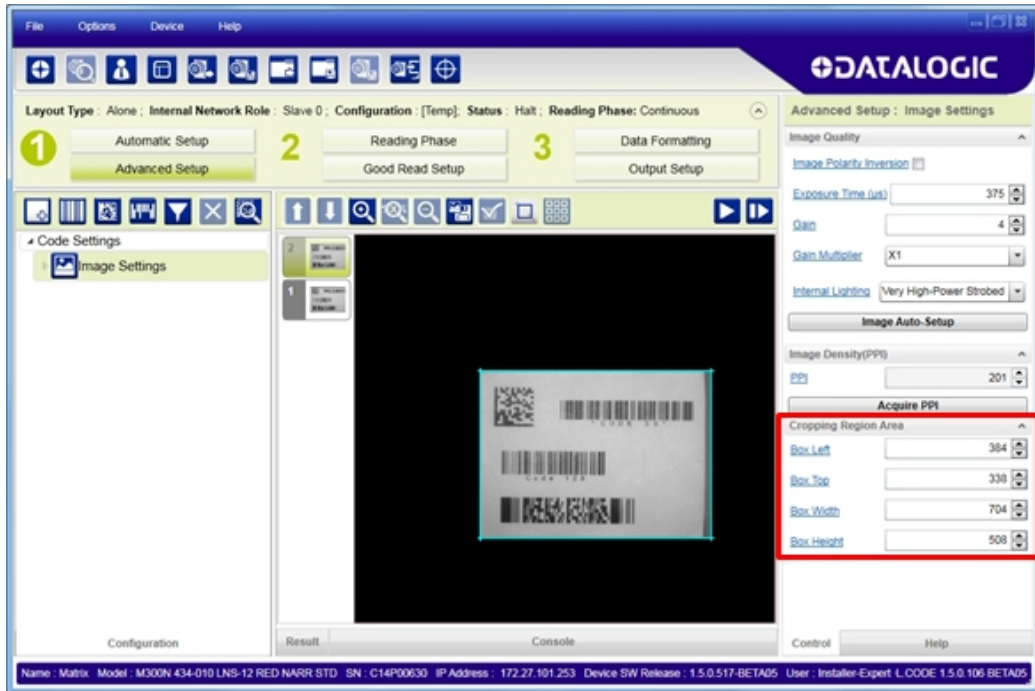 File Options Device Help
DATALOGIC
Layout Type : Alone ; Internal Network Role : Slave 0 ; Configuration : [Temp]; Status : Halt ; Reading Phase: Continuous
1 Automatic Setup 2 Reading Phase 3 Data Formatting
Advanced Setup Good Read Setup Output Setup
Code Settings
Image Settings
2
1
"CODE 39"
Code 128
Advanced Setup : Image Settings
Image Quality
Image Polarity Inversion
Exposure Time (us) 375
Gain 4
Gain Multiplier X1
Internal Lighting Very High-Power Strobed
Image Auto-Setup
Image Density(PPI)
PPI 201
Acquire PPI
Cropping Region Area
Box Left 384
Box Top 338
Box Width 704
Box Height 508
Configuration Result Console Control Help
Name : Matrix Model : M300N 434-010 LNS-12 RED NARR STD SN : C14P00630 IP Address : 172.27.101.253 Device SW Release : 1.5.0.517-BETA05 User : Installer-Expert L.CODE 1.5.0.106 BETA05